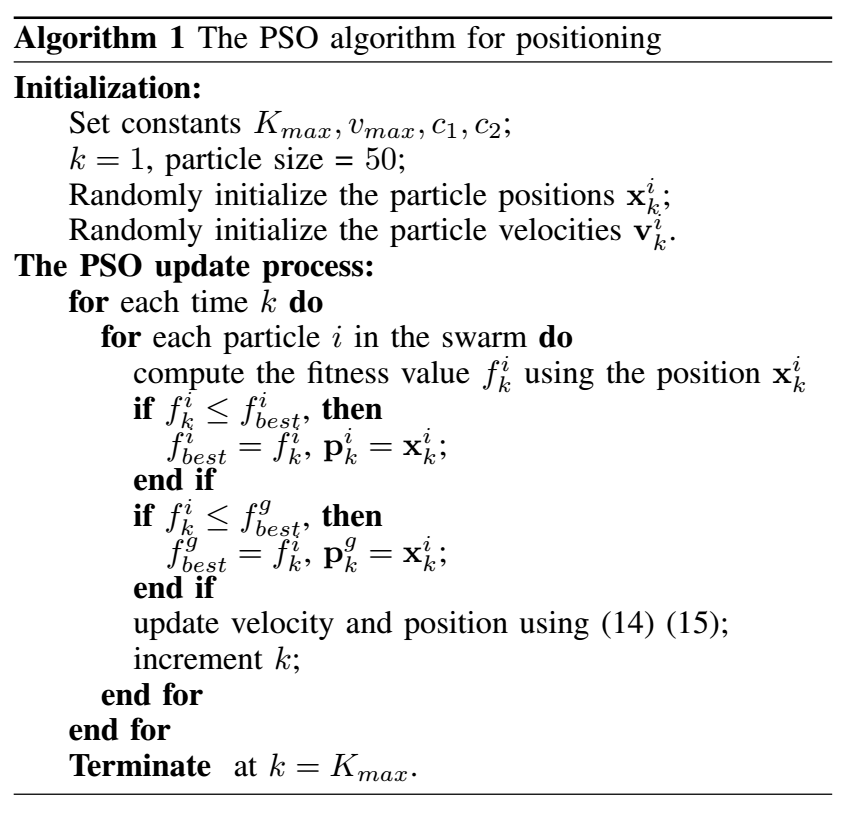 Algorithm 1 The PSO algorithm for positioning
Initialization:
Set constants $K_{max}, v_{max}, c_1, c_2$;
$k = 1$, particle size = 50;
Randomly initialize the particle positions $\mathbf{x}_k^i$;
Randomly initialize the particle velocities $\mathbf{v}_k^i$.
The PSO update process:
for each time $k$ do
for each particle $i$ in the swarm do
compute the fitness value $f_k^i$ using the position $\mathbf{x}_k^i$
if $f_k^i \leq f_{best}^i$, then
$f_{best}^i = f_k^i$, $\mathbf{p}_k^i = \mathbf{x}_k^i$;
end if
if $f_k^i \leq f_{best}^g$, then
$f_{best}^g = f_k^i$, $\mathbf{p}_k^g = \mathbf{x}_k^i$;
end if
update velocity and position using (14) (15);
increment $k$;
end for
end for
Terminate at $k = K_{max}$.